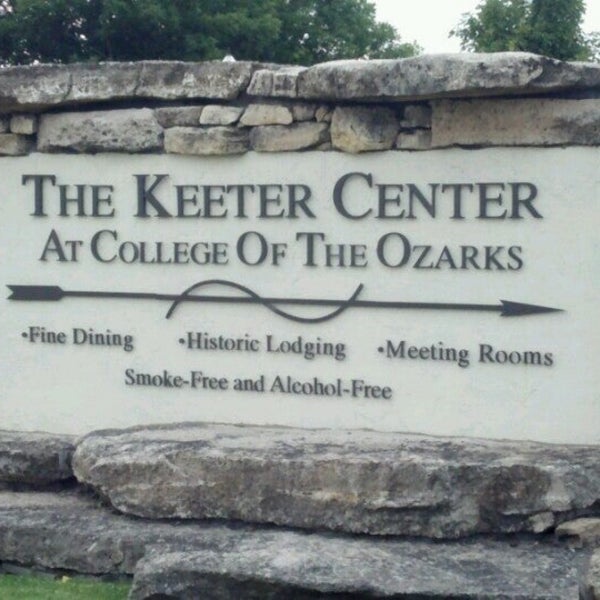 THE KEETER CENTER
AT COLLEGE OF THE OZARKS
•Fine Dining •Historic Lodging •Meeting Rooms
Smoke-Free and Alcohol-Free